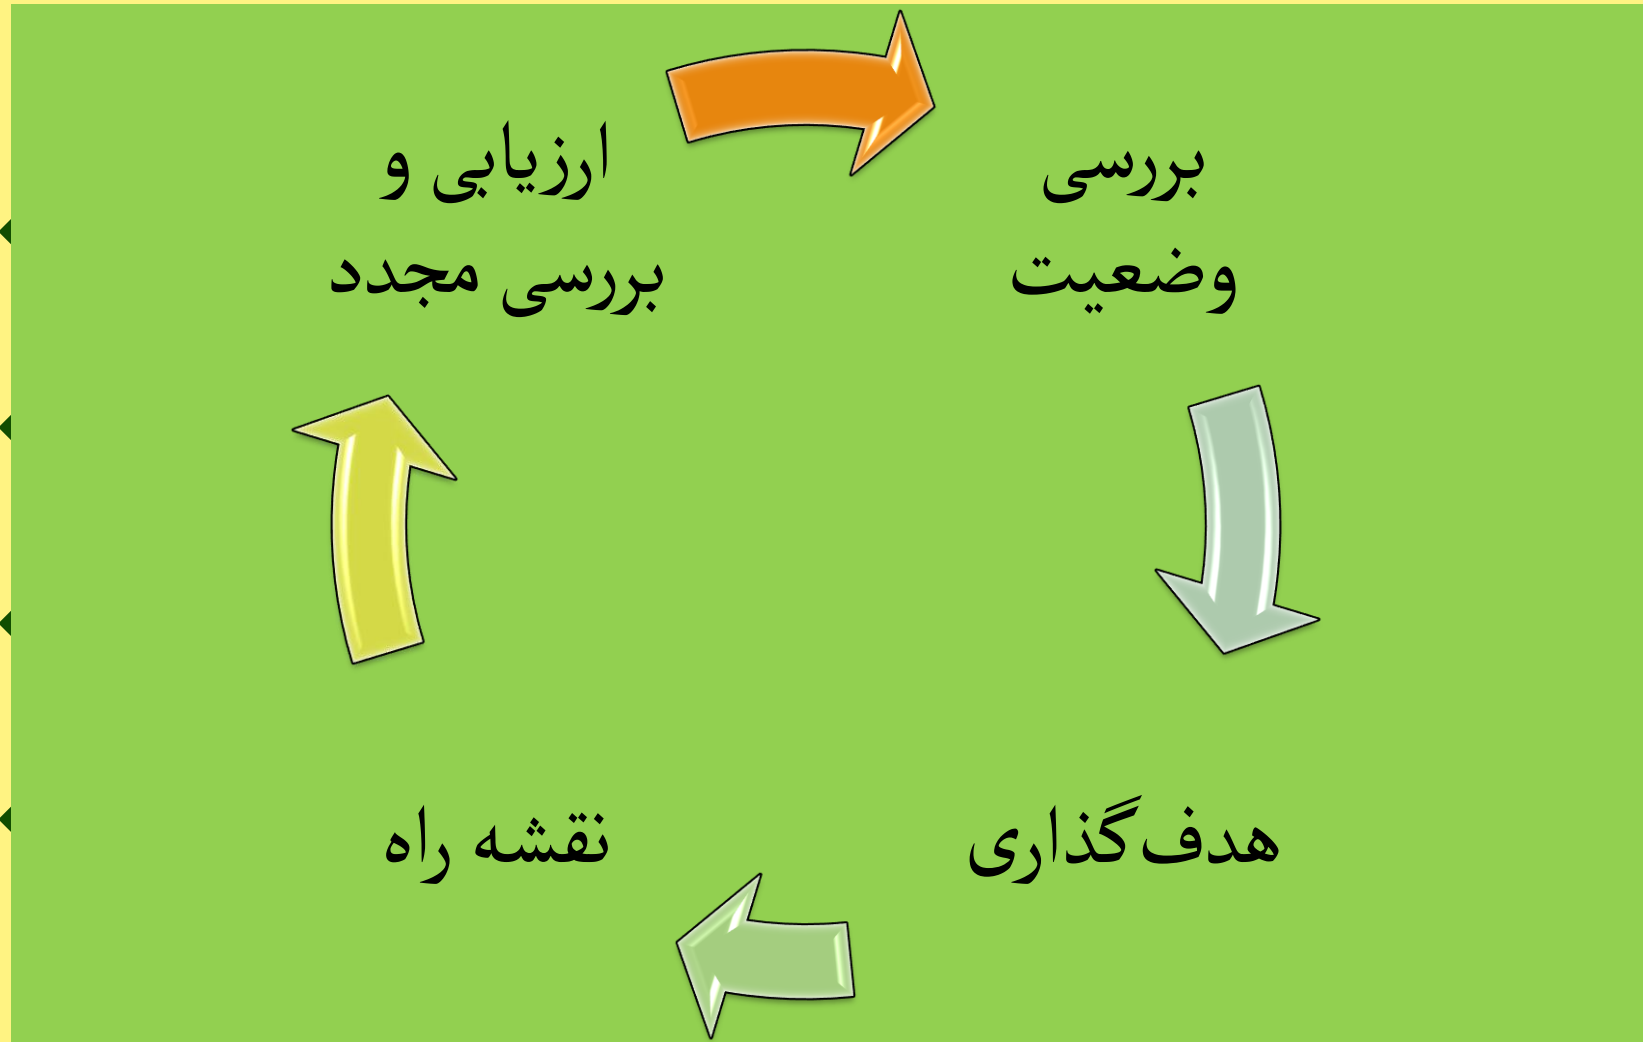 بررسی
وضعیت
هدف‌گذاری
نقشه راه
ارزیابی و
بررسی مجدد